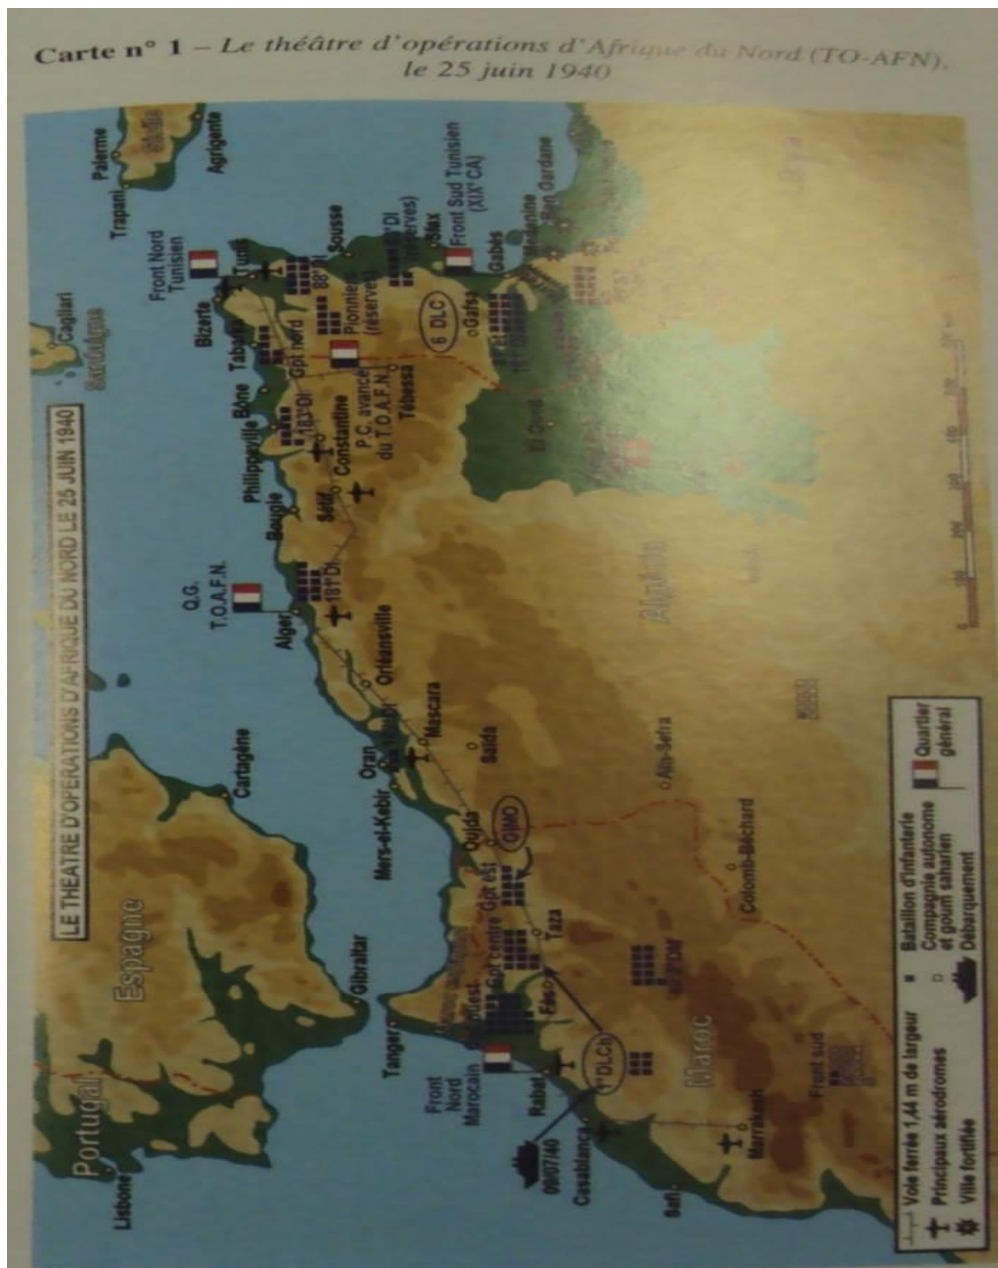 Carte n° 1 – Le théâtre d'opérations d'Afrique du Nord (TO-AFN),
le 25 juin 1940
LE THEATRE D'OPERATIONS D'AFRIQUE DU NORD LE 25 JUIN 1940
Portugal
Espagne
Lisbonne
Gibraltar
Cartagène
Sardaigne
Cagliari
Palerme
Trapani
Agrigente
Tanger
Front
Nord
Marocain
Rabat
09/07/40
Casablanca
Safi
Marrakech
Maroc
Front sud
1° DLCh
Fès
Taza
Gpt centre
Gpt est
GIMO
Oujda
Mers-el-Kebir
Oran
Mascara
Saïda
Aïn-Sefra
Colomb-Béchard
Orléansville
Alger
Q.G.
T.O.A.F.N.
181°DI
Bougie
Sétif
Philippeville
Constantine
183°DI
Bône
P.C. avancé
du T.O.A.F.N.
Tébessa
Gpt nord
Bizerte
Front Nord
Tunisien
Tunis
88°DI
Pionniers
(réserve)
Sousse
(réserves)
Sfax
Front Sud Tunisien
(XIX°CA)
6 DLC
Gafsa
Gabès
Ben Gardane
El Oued
Algérie
Voie ferrée 1,44 m de largeur
Principaux aérodromes
Ville fortifiée
Bataillon d'infanterie
Compagnie autonome
et goum saharien
Débarquement
Quartier
général